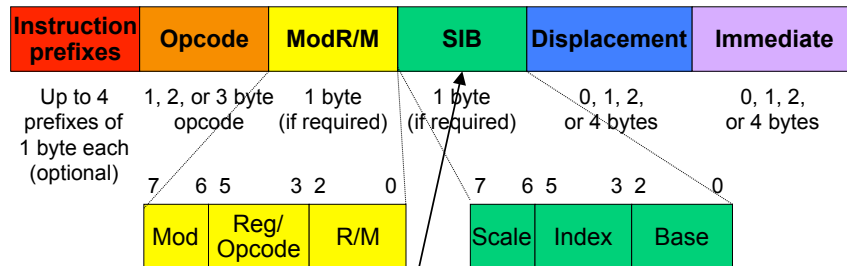 Instruction prefixes
Opcode
ModR/M
SIB
Displacement
Immediate
Up to 4
prefixes of
1 byte each
(optional)
1, 2, or 3 byte
opcode
1 byte
(if required)
1 byte
(if required)
0, 1, 2,
or 4 bytes
0, 1, 2,
or 4 bytes
7 6 5 3 2 0
Mod
Reg/
Opcode
R/M
7 6 5 3 2 0
Scale
Index
Base